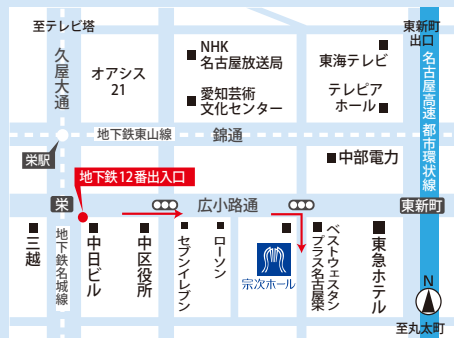 至テレビ塔
久屋大通
オアシス
21
NHK
名古屋放送局
愛知芸術
文化センター
東海テレビ
テレピア
ホール
東新町
出口
名古屋高速 都市環状線
地下鉄東山線
錦通
栄駅
中部電力
地下鉄12番出入口
栄
広小路通
東新町
三越
地下鉄名城線
中日ビル
中区役所
セブンイレブン
ローソン
宗次ホール
ベストウェスタン
プラス名古屋栄
東急ホテル
N
至丸太町